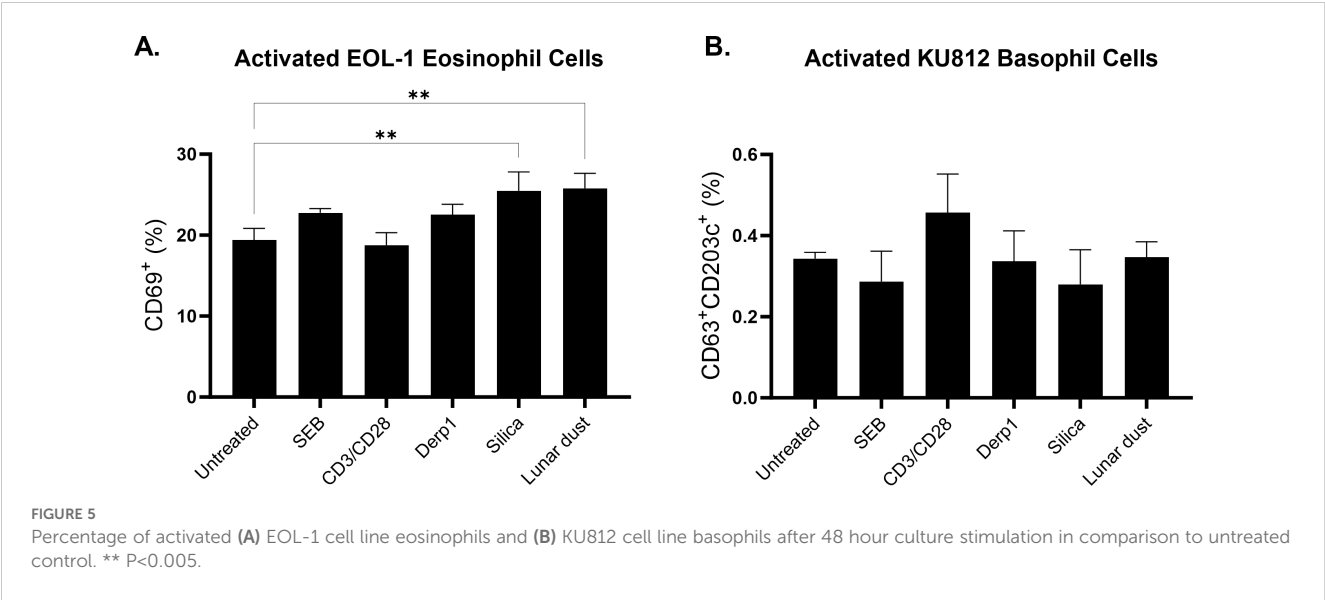 A.
Activated EOL-1 Eosinophil Cells
**
**
CD69+ (%)
30
20
10
0
Untreated
SEB
CD3/CD28
Derp1
Silica
Lunar dust
B.
Activated KU812 Basophil Cells
CD63+CD203c+ (%)
0.6
0.4
0.2
0.0
Untreated
SEB
CD3/CD28
Derp1
Silica
Lunar dust
FIGURE 5
Percentage of activated (A) EOL-1 cell line eosinophils and (B) KU812 cell line basophils after 48 hour culture stimulation in comparison to untreated
control. ** P<0.005.